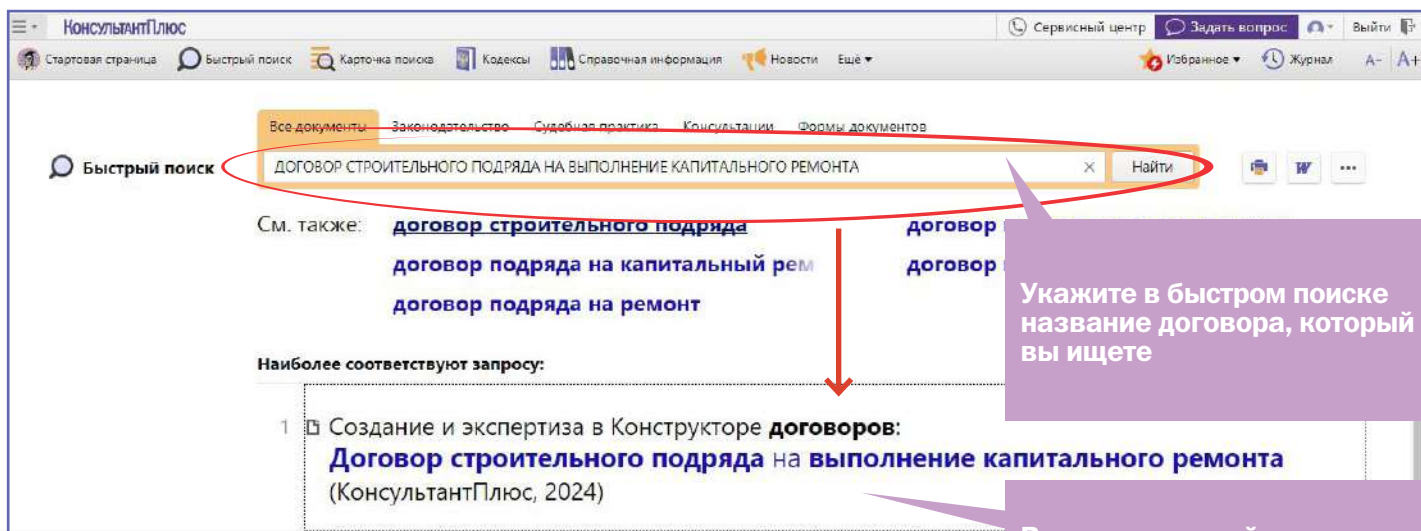 КонсультантПлюс
Сервисный центр Задать вопрос Выйти
Стартовая страница Быстрый поиск Карточка поиска Кодексы Справочная информация Новости Ещё
Избранное Журнал А- А+
Все документы Законодательство Судебная практика Консультации Формы документов
Быстрый поиск
ДОГОВОР СТРОИТЕЛЬНОГО ПОДРЯДА НА ВЫПОЛНЕНИЕ КАПИТАЛЬНОГО РЕМОНТА × Найти W ...
См. также: договор строительного подряда договор
договор подряда на капитальный рем договор
договор подряда на ремонт
Укажите в быстром поиске
название договора, который
вы ищете
Наиболее соответствуют запросу:
1 Создание и экспертиза в Конструкторе договоров:
Договор строительного подряда на выполнение капитального ремонта
(КонсультантПлюс, 2024)